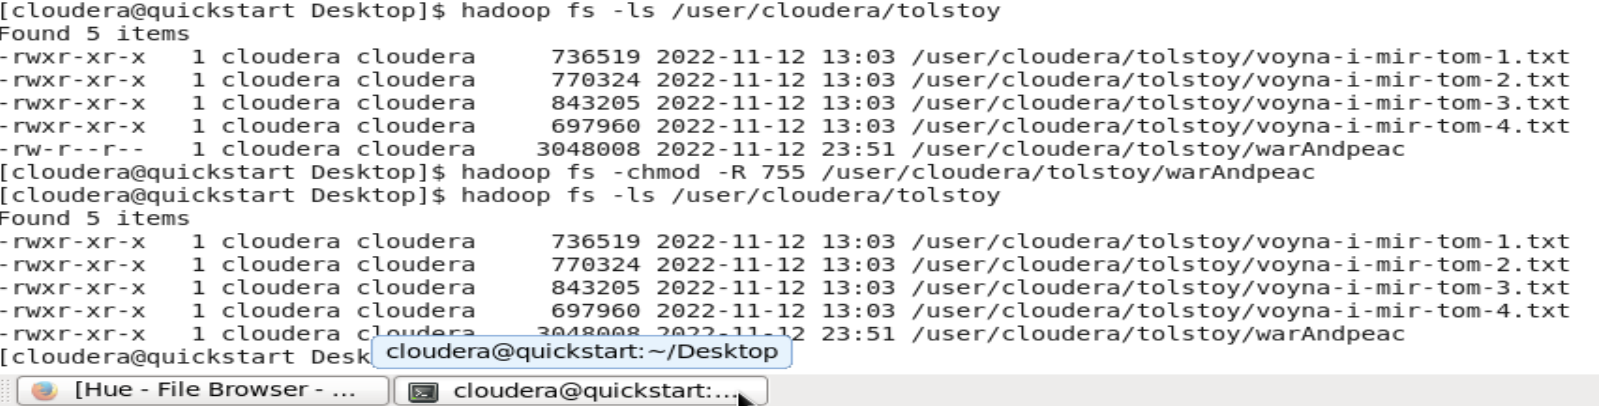 [cloudera@quickstart Desktop]$ hadoop fs -ls /user/cloudera/tolstoy
Found 5 items
-rwxr-xr-x   1 cloudera cloudera     736519 2022-11-12 13:03 /user/cloudera/tolstoy/voyna-i-mir-tom-1.txt
-rwxr-xr-x   1 cloudera cloudera     770324 2022-11-12 13:03 /user/cloudera/tolstoy/voyna-i-mir-tom-2.txt
-rwxr-xr-x   1 cloudera cloudera     843205 2022-11-12 13:03 /user/cloudera/tolstoy/voyna-i-mir-tom-3.txt
-rwxr-xr-x   1 cloudera cloudera     697960 2022-11-12 13:03 /user/cloudera/tolstoy/voyna-i-mir-tom-4.txt
-rw-r--r--   1 cloudera cloudera    3048008 2022-11-12 23:51 /user/cloudera/tolstoy/warAndpeac
[cloudera@quickstart Desktop]$ hadoop fs -chmod -R 755 /user/cloudera/tolstoy/warAndpeac
[cloudera@quickstart Desktop]$ hadoop fs -ls /user/cloudera/tolstoy
Found 5 items
-rwxr-xr-x   1 cloudera cloudera     736519 2022-11-12 13:03 /user/cloudera/tolstoy/voyna-i-mir-tom-1.txt
-rwxr-xr-x   1 cloudera cloudera     770324 2022-11-12 13:03 /user/cloudera/tolstoy/voyna-i-mir-tom-2.txt
-rwxr-xr-x   1 cloudera cloudera     843205 2022-11-12 13:03 /user/cloudera/tolstoy/voyna-i-mir-tom-3.txt
-rwxr-xr-x   1 cloudera cloudera     697960 2022-11-12 13:03 /user/cloudera/tolstoy/voyna-i-mir-tom-4.txt
-rwxr-xr-x   1 cloudera cloudera    3048008 2022-11-12 23:51 /user/cloudera/tolstoy/warAndpeac
[cloudera@quickstart Desk
cloudera@quickstart:~/Desktop
[Hue - File Browser - ...
cloudera@quickstart:...